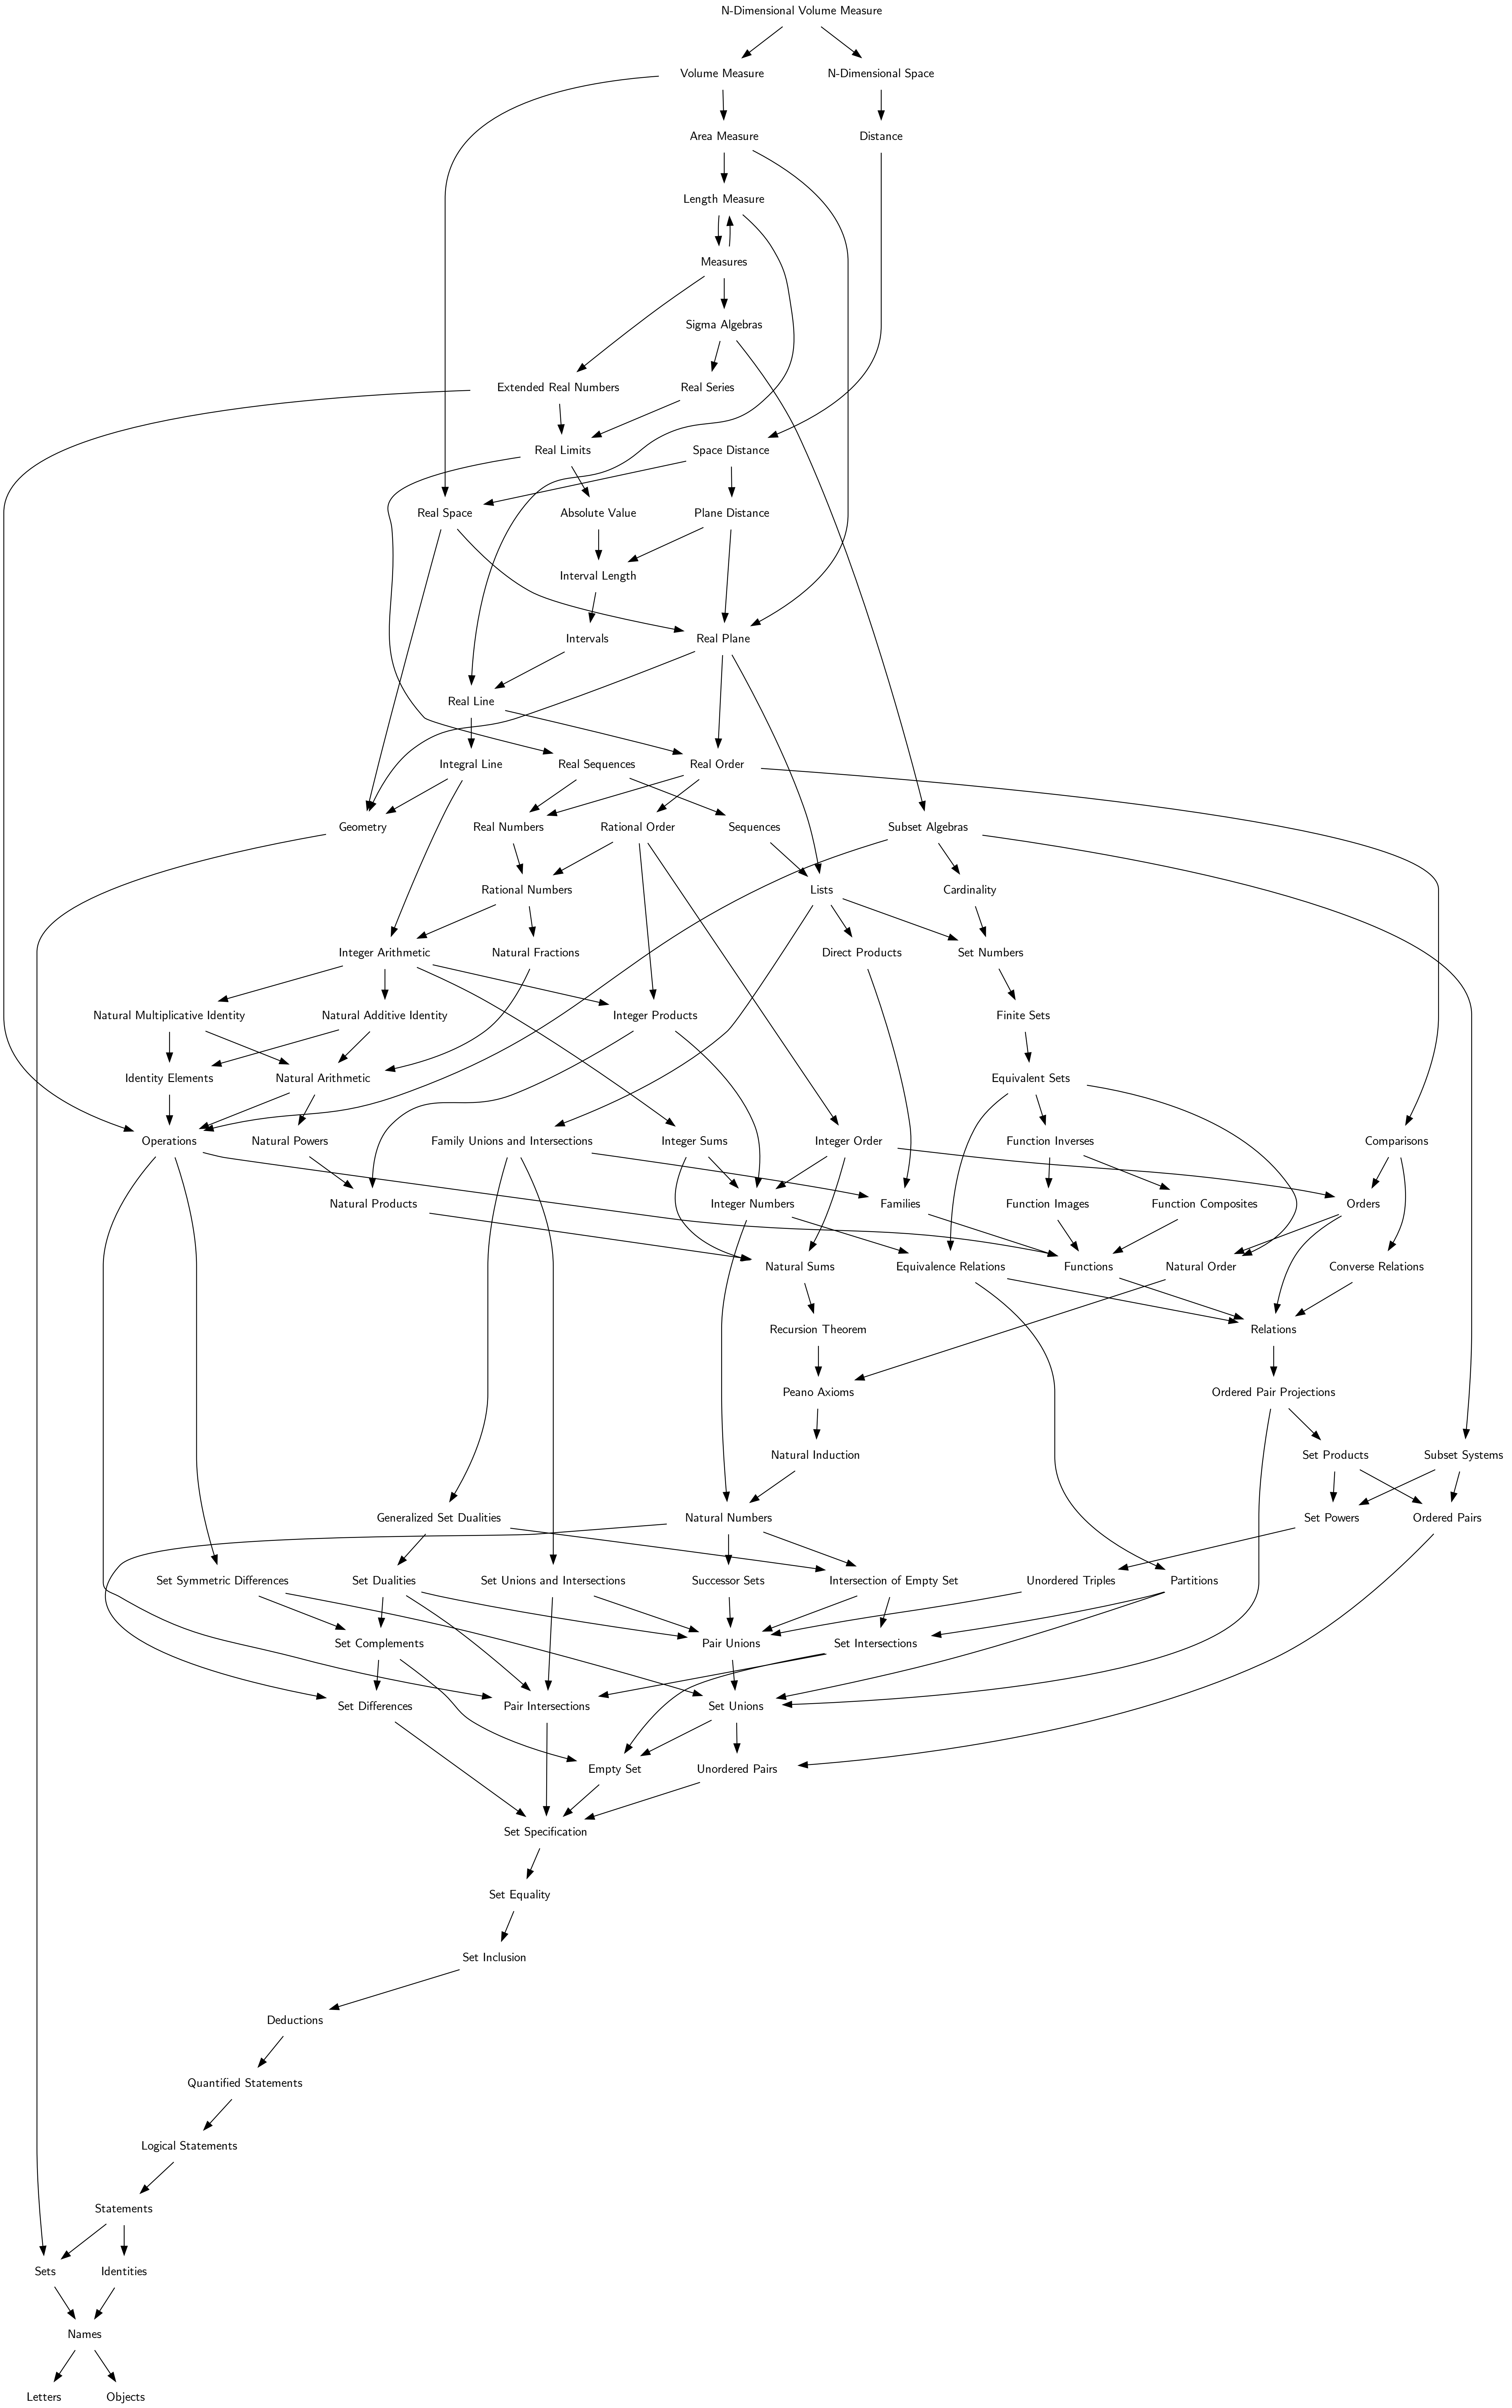 N-Dimensional Volume Measure
Volume Measure
N-Dimensional Space
Area Measure
Distance
Length Measure
Measures
Sigma Algebras
Extended Real Numbers
Real Series
Real Limits
Space Distance
Real Space
Absolute Value
Plane Distance
Interval Length
Intervals
Real Plane
Real Line
Integral Line
Real Sequences
Real Order
Geometry
Real Numbers
Rational Order
Sequences
Subset Algebras
Rational Numbers
Lists
Cardinality
Integer Arithmetic
Natural Fractions
Direct Products
Set Numbers
Natural Multiplicative Identity
Natural Additive Identity
Integer Products
Finite Sets
Identity Elements
Natural Arithmetic
Equivalent Sets
Operations
Natural Powers
Family Unions and Intersections
Integer Sums
Integer Order
Function Inverses
Comparisons
Natural Products
Integer Numbers
Families
Function Images
Function Composites
Orders
Natural Sums
Equivalence Relations
Functions
Natural Order
Converse Relations
Recursion Theorem
Relations
Peano Axioms
Ordered Pair Projections
Natural Induction
Set Products
Subset Systems
Generalized Set Dualities
Natural Numbers
Set Powers
Ordered Pairs
Set Symmetric Differences
Set Dualities
Set Unions and Intersections
Successor Sets
Intersection of Empty Set
Unordered Triples
Partitions
Set Complements
Pair Unions
Set Intersections
Set Differences
Pair Intersections
Set Unions
Empty Set
Unordered Pairs
Set Specification
Set Equality
Set Inclusion
Deductions
Quantified Statements
Logical Statements
Statements
Sets
Identities
Names
Letters
Objects